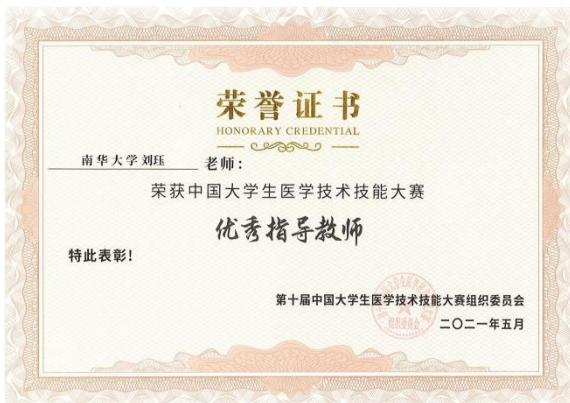 荣誉证书
HONORARY CREDENTIAL
南华大学刘珏 老师：
荣获中国大学生医学技术技能大赛
优秀指导教师
特此表彰！
第十届中国大学生医学技术技能大赛组织委员会
二〇二一年五月